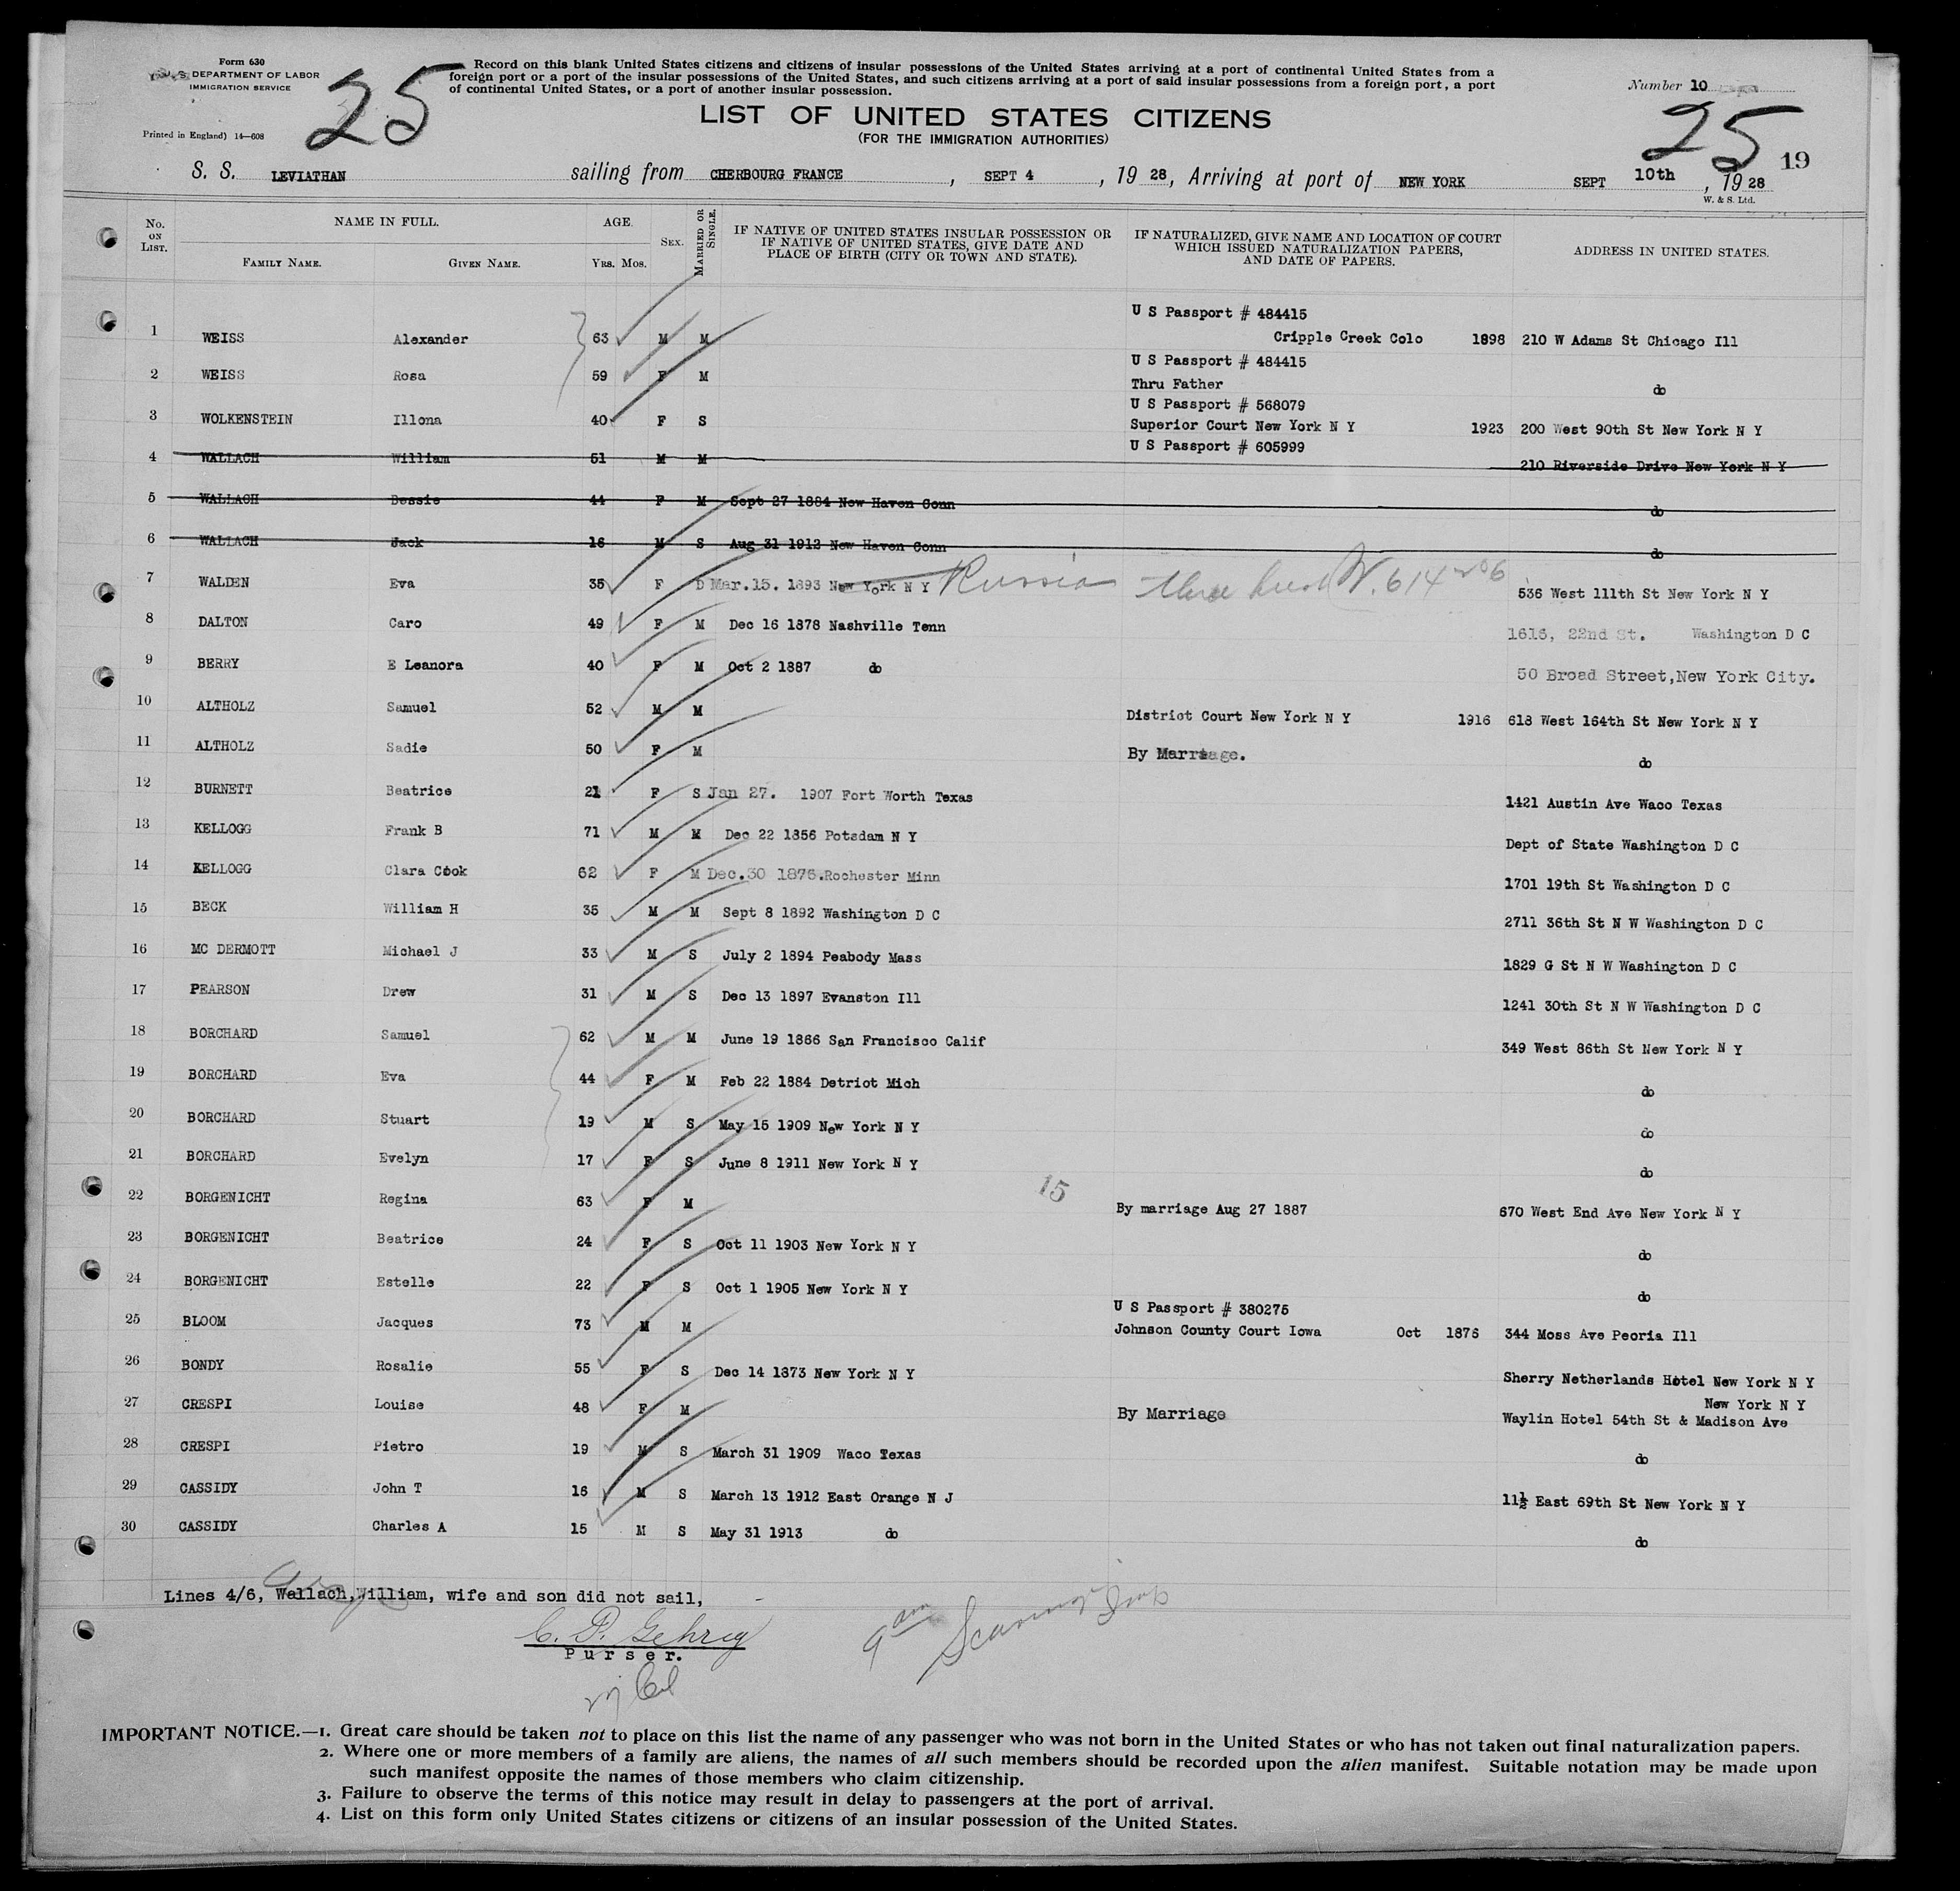 Form 630
U. S. DEPARTMENT OF LABOR
IMMIGRATION SERVICE
Printed in England) 14—608
25
Record on this blank United States citizens and citizens of insular possessions of the United States arriving at a port of continental United States from a
foreign port or a port of the insular possessions of the United States, and such citizens arriving at a port of said insular possessions from a foreign port, a port
of continental United States, or a port of another insular possession.
LIST OF UNITED STATES CITIZENS
(FOR THE IMMIGRATION AUTHORITIES)
Number 10
25
19
S. S. LEVIATHAN sailing from CHERBOURG FRANCE, SEPT 4, 19 28, Arriving at port of NEW YORK SEPT 10th, 19 28
W. & S. Ltd.
No. ON LIST.
NAME IN FULL.
FAMILY NAME. GIVEN NAME.
AGE.
YRS. MOS.
SEX.
MARRIED OR SINGLE.
IF NATIVE OF UNITED STATES INSULAR POSSESSION OR
IF NATIVE OF UNITED STATES, GIVE DATE AND
PLACE OF BIRTH (CITY OR TOWN AND STATE).
IF NATURALIZED, GIVE NAME AND LOCATION OF COURT
WHICH ISSUED NATURALIZATION PAPERS,
AND DATE OF PAPERS.
ADDRESS IN UNITED STATES.
U S Passport # 484415
1 WEISS Alexander 63 M M Cripple Creek Colo 1898 210 W Adams St Chicago Ill
U S Passport # 484415
2 WEISS Rosa 59 F M Thru Father do
U S Passport # 568079
3 WOLKENSTEIN Illona 40 F S Superior Court New York N Y 1923 200 West 90th St New York N Y
U S Passport # 605999
4 WALLACH William 51 M M 210 Riverside Drive New York N Y
5 WALLACH Bessie 44 F M Sept 27 1884 New Haven Conn do
6 WALLACH Jack 16 M S Aug 31 1912 New Haven Conn do
7 WALDEN Eva 35 F D Mar.15. 1893 New York N Y Russia 536 West 111th St New York N Y
8 DALTON Caro 49 F M Dec 16 1878 Nashville Tenn 1615, 22nd St. Washington D C
9 BERRY E Leanora 40 F M Oct 2 1887 do 50 Broad Street,New York City.
10 ALTHOLZ Samuel 52 M M District Court New York N Y 1916 618 West 164th St New York N Y
11 ALTHOLZ Sadie 50 F M By Marriage. do
12 BURNETT Beatrice 21 F S Jan 27. 1907 Fort Worth Texas 1421 Austin Ave Waco Texas
13 KELLOGG Frank B 71 M M Dec 22 1856 Potsdam N Y Dept of State Washington D C
14 KELLOGG Clara Cook 62 F M Dec.30 1876.Rochester Minn 1701 19th St Washington D C
15 BECK William H 35 M M Sept 8 1892 Washington D C 2711 36th St N W Washington D C
16 MC DERMOTT Michael J 33 M S July 2 1894 Peabody Mass 1829 G St N W Washington D C
17 PEARSON Drew 31 M S Dec 13 1897 Evanston Ill 1241 30th St N W Washington D C
18 BORCHARD Samuel 62 M M June 19 1866 San Francisco Calif 349 West 86th St New York N Y
19 BORCHARD Eva 44 F M Feb 22 1884 Detriot Mich do
20 BORCHARD Stuart 19 M S May 15 1909 New York N Y do
21 BORCHARD Evelyn 17 F S June 8 1911 New York N Y do
15
22 BORGENICHT Regina 63 F M By marriage Aug 27 1887 670 West End Ave New York N Y
23 BORGENICHT Beatrice 24 F S Oct 11 1903 New York N Y do
24 BORGENICHT Estelle 22 F S Oct 1 1905 New York N Y do
U S Passport # 380275
25 BLOOM Jacques 73 M M Johnson County Court Iowa Oct 1876 344 Moss Ave Peoria Ill
26 BONDY Rosalie 55 F S Dec 14 1873 New York N Y Sherry Netherlands Hotel New York N Y
New York N Y
27 CRESPI Louise 48 F M By Marriage Waylin Hotel 54th St & Madison Ave
28 CRESPI Pietro 19 M S March 31 1909 Waco Texas do
29 CASSIDY John T 16 M S March 13 1912 East Orange N J 11½ East 69th St New York N Y
30 CASSIDY Charles A 15 M S May 31 1913 do do
Lines 4/6, Wallach,William, wife and son did not sail,
C. P. Gehrig
Purser.
IMPORTANT NOTICE.—1. Great care should be taken not to place on this list the name of any passenger who was not born in the United States or who has not taken out final naturalization papers.
2. Where one or more members of a family are aliens, the names of all such members should be recorded upon the alien manifest. Suitable notation may be made upon
such manifest opposite the names of those members who claim citizenship.
3. Failure to observe the terms of this notice may result in delay to passengers at the port of arrival.
4. List on this form only United States citizens or citizens of an insular possession of the United States.